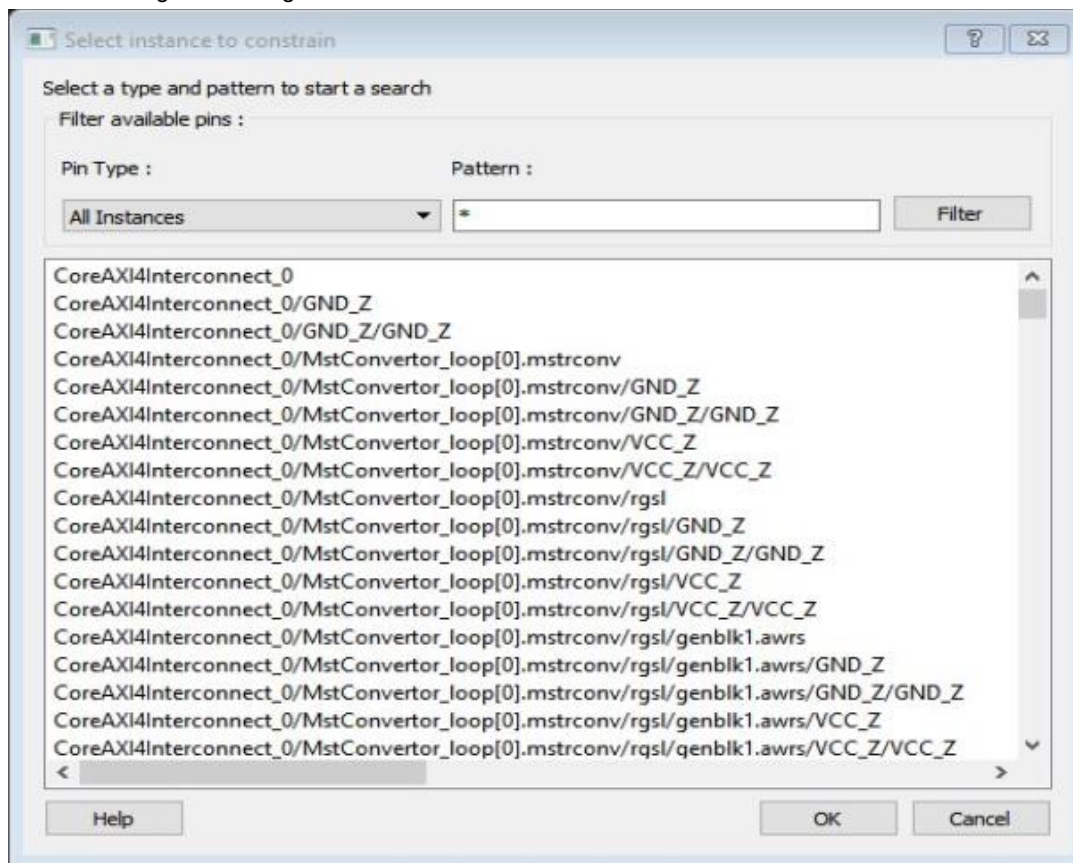 Select instance to constrain
Select a type and pattern to start a search
Filter available pins :
Pin Type : Pattern :
All Instances * Filter
CoreAXI4Interconnect_0
CoreAXI4Interconnect_0/GND_Z
CoreAXI4Interconnect_0/GND_Z/GND_Z
CoreAXI4Interconnect_0/MstConvertor_loop[0].mstrconv
CoreAXI4Interconnect_0/MstConvertor_loop[0].mstrconv/GND_Z
CoreAXI4Interconnect_0/MstConvertor_loop[0].mstrconv/GND_Z/GND_Z
CoreAXI4Interconnect_0/MstConvertor_loop[0].mstrconv/VCC_Z
CoreAXI4Interconnect_0/MstConvertor_loop[0].mstrconv/VCC_Z/VCC_Z
CoreAXI4Interconnect_0/MstConvertor_loop[0].mstrconv/rgsl
CoreAXI4Interconnect_0/MstConvertor_loop[0].mstrconv/rgsl/GND_Z
CoreAXI4Interconnect_0/MstConvertor_loop[0].mstrconv/rgsl/GND_Z/GND_Z
CoreAXI4Interconnect_0/MstConvertor_loop[0].mstrconv/rgsl/VCC_Z
CoreAXI4Interconnect_0/MstConvertor_loop[0].mstrconv/rgsl/VCC_Z/VCC_Z
CoreAXI4Interconnect_0/MstConvertor_loop[0].mstrconv/rgsl/genblk1.awrs
CoreAXI4Interconnect_0/MstConvertor_loop[0].mstrconv/rgsl/genblk1.awrs/GND_Z
CoreAXI4Interconnect_0/MstConvertor_loop[0].mstrconv/rgsl/genblk1.awrs/GND_Z/GND_Z
CoreAXI4Interconnect_0/MstConvertor_loop[0].mstrconv/rgsl/genblk1.awrs/VCC_Z
CoreAXI4Interconnect_0/MstConvertor_loop[0].mstrconv/rgsl/genblk1.awrs/VCC_Z/VCC_Z
Help OK Cancel